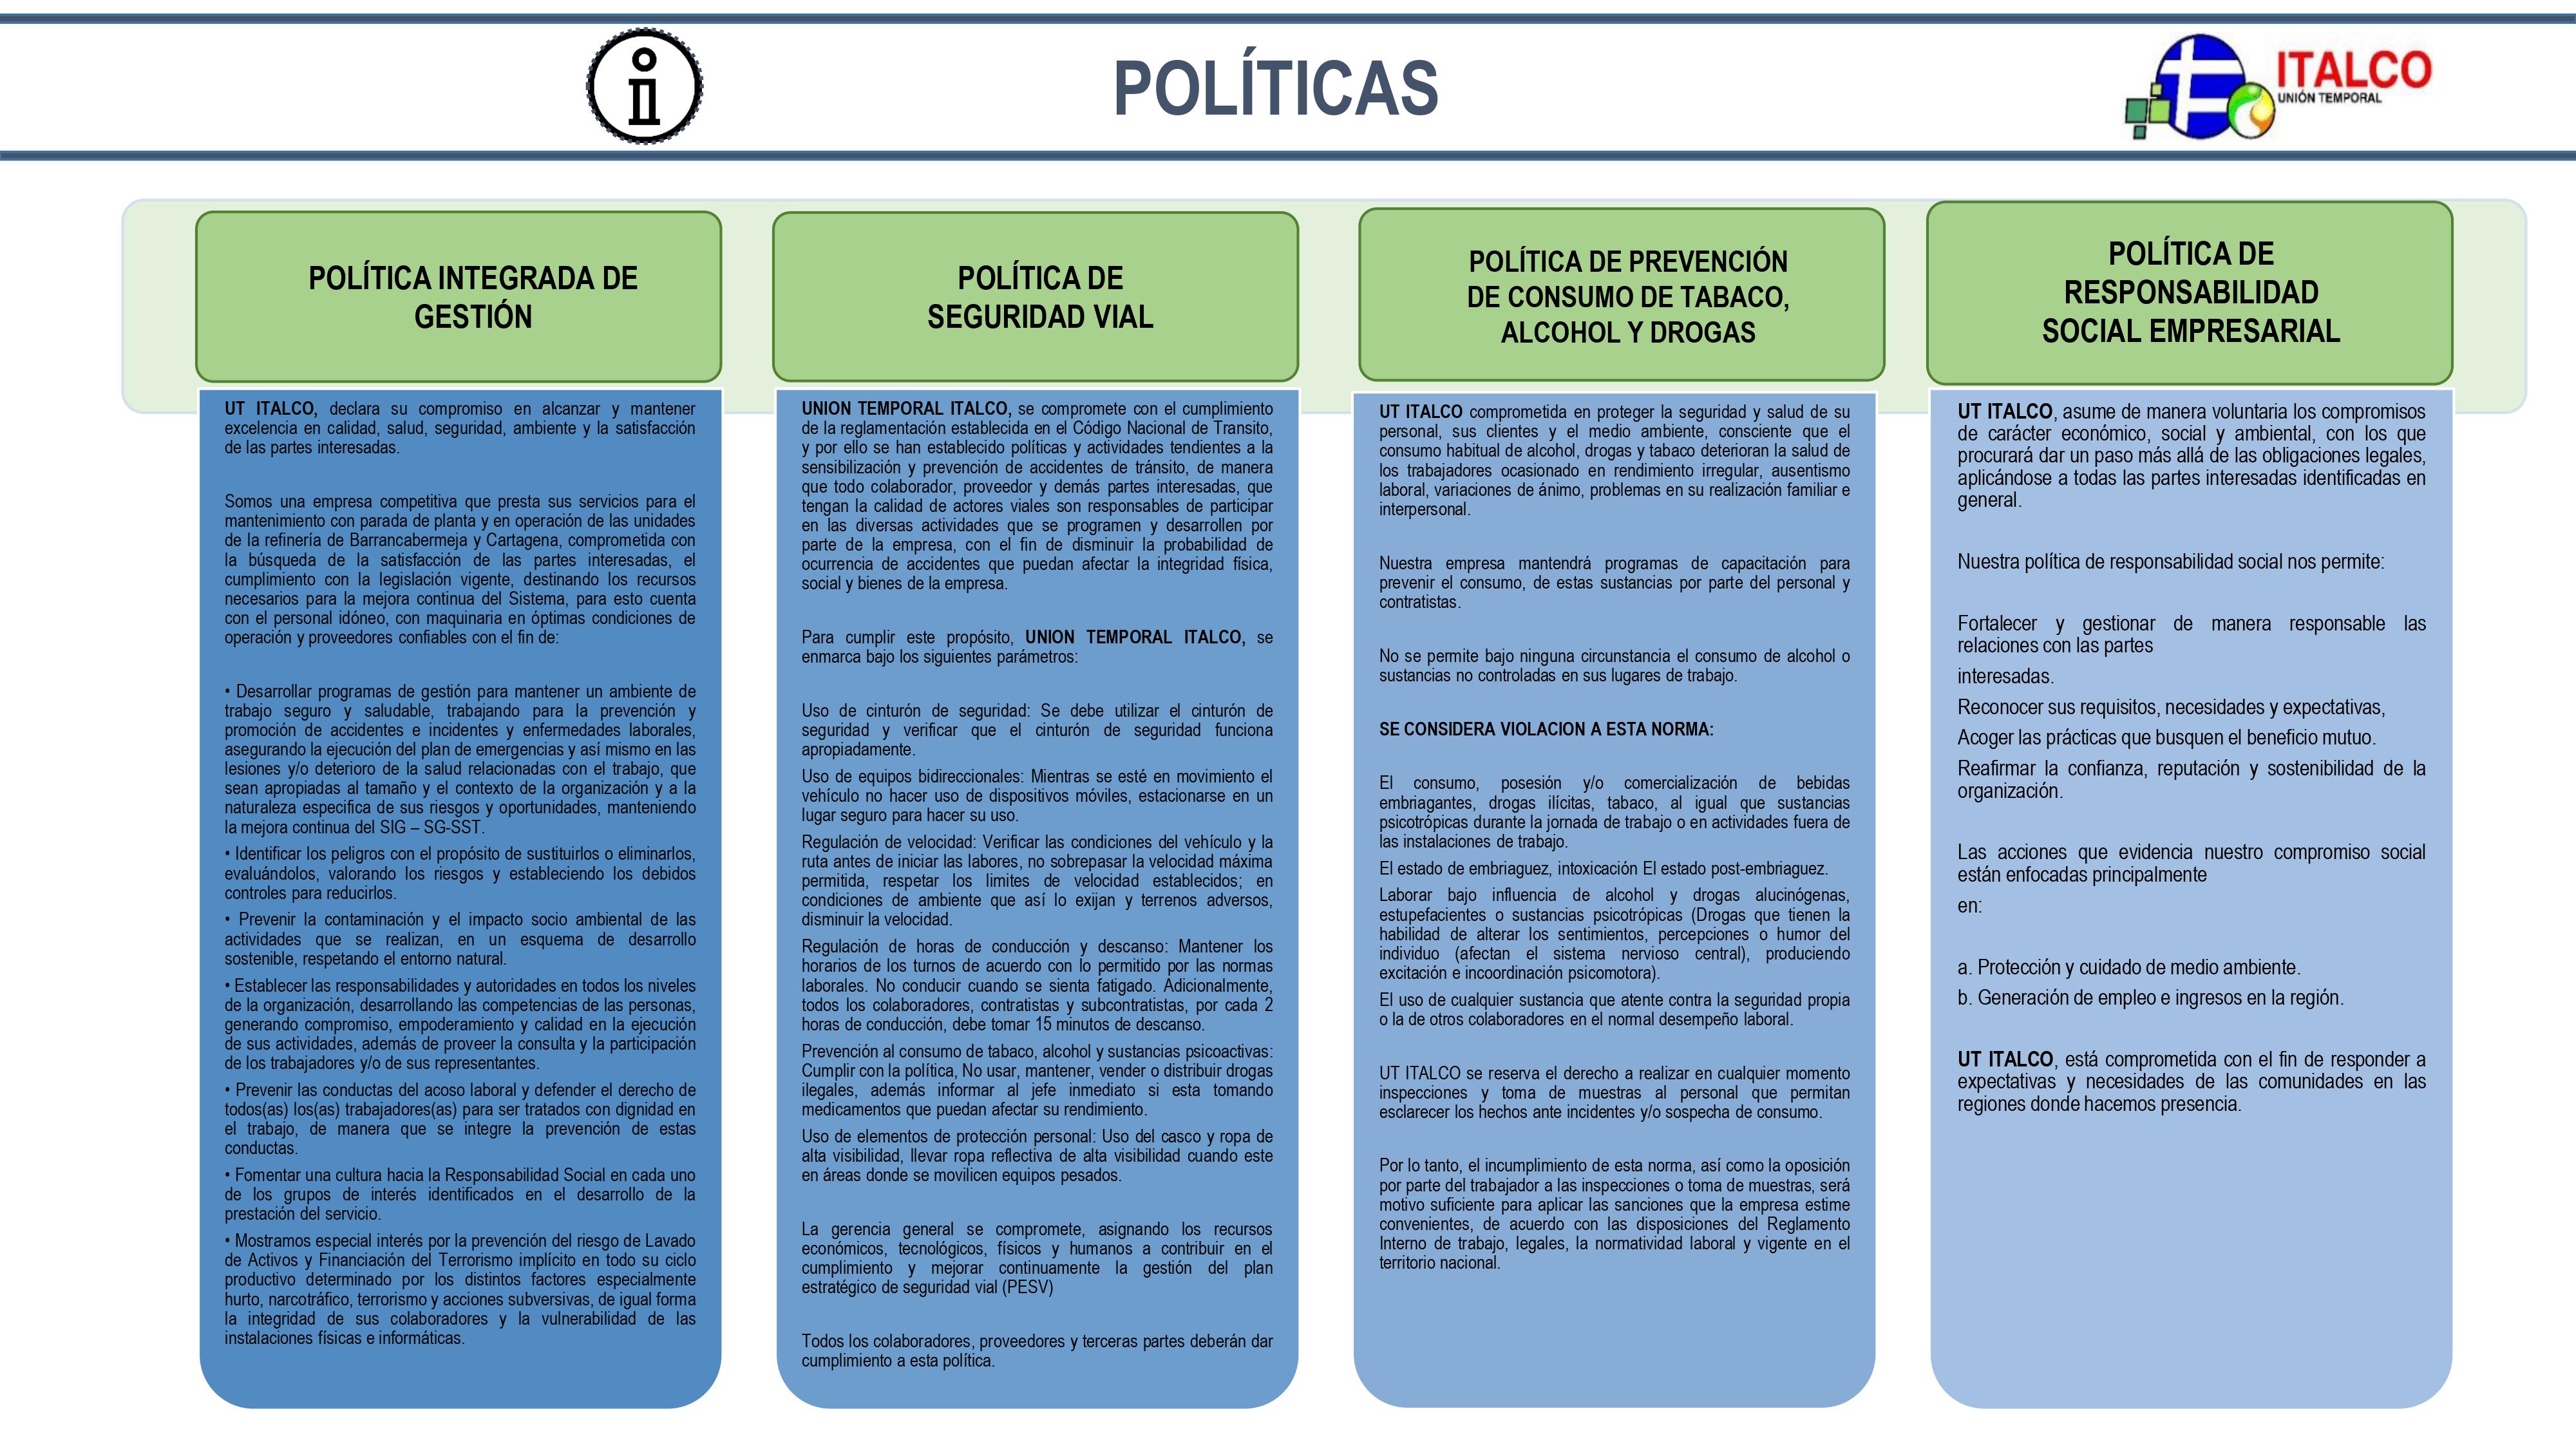 POLÍTICAS
ITALCO
UNIÓN TEMPORAL
POLÍTICA INTEGRADA DE
GESTIÓN
UT ITALCO, declara su compromiso en alcanzar y mantener
excelencia en calidad, salud, seguridad, ambiente y la satisfacción
de las partes interesadas.
Somos una empresa competitiva que presta sus servicios para el
mantenimiento con parada de planta y en operación de las unidades
de la refinería de Barrancabermeja y Cartagena, comprometida con
la búsqueda de la satisfacción de las partes interesadas, el
cumplimiento con la legislación vigente, destinando los recursos
necesarios para la mejora continua del Sistema, para esto cuenta
con el personal idóneo, con maquinaria en óptimas condiciones de
operación y proveedores confiables con el fin de:
• Desarrollar programas de gestión para mantener un ambiente de
trabajo seguro y saludable, trabajando para la prevención y
promoción de accidentes e incidentes y enfermedades laborales,
asegurando la ejecución del plan de emergencias y así mismo en las
lesiones y/o deterioro de la salud relacionadas con el trabajo, que
sean apropiadas al tamaño y el contexto de la organización y a la
naturaleza especifica de sus riesgos y oportunidades, manteniendo
la mejora continua del SIG – SG-SST.
• Identificar los peligros con el propósito de sustituirlos o eliminarlos,
evaluándolos, valorando los riesgos y estableciendo los debidos
controles para reducirlos.
• Prevenir la contaminación y el impacto socio ambiental de las
actividades que se realizan, en un esquema de desarrollo
sostenible, respetando el entorno natural.
• Establecer las responsabilidades y autoridades en todos los niveles
de la organización, desarrollando las competencias de las personas,
generando compromiso, empoderamiento y calidad en la ejecución
de sus actividades, además de proveer la consulta y la participación
de los trabajadores y/o de sus representantes.
• Prevenir las conductas del acoso laboral y defender el derecho de
todos(as) los(as) trabajadores(as) para ser tratados con dignidad en
el trabajo, de manera que se integre la prevención de estas
conductas.
• Fomentar una cultura hacia la Responsabilidad Social en cada uno
de los grupos de interés identificados en el desarrollo de la
prestación del servicio.
• Mostramos especial interés por la prevención del riesgo de Lavado
de Activos y Financiación del Terrorismo implícito en todo su ciclo
productivo determinado por los distintos factores especialmente
hurto, narcotráfico, terrorismo y acciones subversivas, de igual forma
la integridad de sus colaboradores y la vulnerabilidad de las
instalaciones físicas e informáticas.
POLÍTICA DE
SEGURIDAD VIAL
UNION TEMPORAL ITALCO, se compromete con el cumplimiento
de la reglamentación establecida en el Código Nacional de Transito,
y por ello se han establecido políticas y actividades tendientes a la
sensibilización y prevención de accidentes de tránsito, de manera
que todo colaborador, proveedor y demás partes interesadas, que
tengan la calidad de actores viales son responsables de participar
en las diversas actividades que se programen y desarrollen por
parte de la empresa, con el fin de disminuir la probabilidad de
ocurrencia de accidentes que puedan afectar la integridad física,
social y bienes de la empresa.
Para cumplir este propósito, UNION TEMPORAL ITALCO, se
enmarca bajo los siguientes parámetros:
Uso de cinturón de seguridad: Se debe utilizar el cinturón de
seguridad y verificar que el cinturón de seguridad funciona
apropiadamente.
Uso de equipos bidireccionales: Mientras se esté en movimiento el
vehículo no hacer uso de dispositivos móviles, estacionarse en un
lugar seguro para hacer su uso.
Regulación de velocidad: Verificar las condiciones del vehículo y la
ruta antes de iniciar las labores, no sobrepasar la velocidad máxima
permitida, respetar los limites de velocidad establecidos; en
condiciones de ambiente que así lo exijan y terrenos adversos,
disminuir la velocidad.
Regulación de horas de conducción y descanso: Mantener los
horarios de los turnos de acuerdo con lo permitido por las normas
laborales. No conducir cuando se sienta fatigado. Adicionalmente,
todos los colaboradores, contratistas y subcontratistas, por cada 2
horas de conducción, debe tomar 15 minutos de descanso.
Prevención al consumo de tabaco, alcohol y sustancias psicoactivas:
Cumplir con la política, No usar, mantener, vender o distribuir drogas
ilegales, además informar al jefe inmediato si esta tomando
medicamentos que puedan afectar su rendimiento.
Uso de elementos de protección personal: Uso del casco y ropa de
alta visibilidad, llevar ropa reflectiva de alta visibilidad cuando este
en áreas donde se movilicen equipos pesados.
La gerencia general se compromete, asignando los recursos
económicos, tecnológicos, físicos y humanos a contribuir en el
cumplimiento y mejorar continuamente la gestión del plan
estratégico de seguridad vial (PESV)
Todos los colaboradores, proveedores y terceras partes deberán dar
cumplimiento a esta política.
POLÍTICA DE PREVENCIÓN
DE CONSUMO DE TABACO,
ALCOHOL Y DROGAS
UT ITALCO comprometida en proteger la seguridad y salud de su
personal, sus clientes y el medio ambiente, consciente que el
consumo habitual de alcohol, drogas y tabaco deterioran la salud de
los trabajadores ocasionado en rendimiento irregular, ausentismo
laboral, variaciones de ánimo, problemas en su realización familiar e
interpersonal.
Nuestra empresa mantendrá programas de capacitación para
prevenir el consumo, de estas sustancias por parte del personal y
contratistas.
No se permite bajo ninguna circunstancia el consumo de alcohol o
sustancias no controladas en sus lugares de trabajo.
SE CONSIDERA VIOLACION A ESTA NORMA:
El consumo, posesión y/o comercialización de bebidas
embriagantes, drogas ilícitas, tabaco, al igual que sustancias
psicotrópicas durante la jornada de trabajo o en actividades fuera de
las instalaciones de trabajo.
El estado de embriaguez, intoxicación El estado post-embriaguez.
Laborar bajo influencia de alcohol y drogas alucinógenas,
estupefacientes o sustancias psicotrópicas (Drogas que tienen la
habilidad de alterar los sentimientos, percepciones o humor del
individuo (afectan el sistema nervioso central), produciendo
excitación e incoordinación psicomotora).
El uso de cualquier sustancia que atente contra la seguridad propia
o la de otros colaboradores en el normal desempeño laboral.
UT ITALCO se reserva el derecho a realizar en cualquier momento
inspecciones y toma de muestras al personal que permitan
esclarecer los hechos ante incidentes y/o sospecha de consumo.
Por lo tanto, el incumplimiento de esta norma, así como la oposición
por parte del trabajador a las inspecciones o toma de muestras, será
motivo suficiente para aplicar las sanciones que la empresa estime
convenientes, de acuerdo con las disposiciones del Reglamento
Interno de trabajo, legales, la normatividad laboral y vigente en el
territorio nacional.
POLÍTICA DE
RESPONSABILIDAD
SOCIAL EMPRESARIAL
UT ITALCO, asume de manera voluntaria los compromisos
de carácter económico, social y ambiental, con los que
procurará dar un paso más allá de las obligaciones legales,
aplicándose a todas las partes interesadas identificadas en
general.
Nuestra política de responsabilidad social nos permite:
Fortalecer y gestionar de manera responsable las
relaciones con las partes
interesadas.
Reconocer sus requisitos, necesidades y expectativas,
Acoger las prácticas que busquen el beneficio mutuo.
Reafirmar la confianza, reputación y sostenibilidad de la
organización.
Las acciones que evidencia nuestro compromiso social
están enfocadas principalmente
en:
a. Protección y cuidado de medio ambiente.
b. Generación de empleo e ingresos en la región.
UT ITALCO, está comprometida con el fin de responder a
expectativas y necesidades de las comunidades en las
regiones donde hacemos presencia.